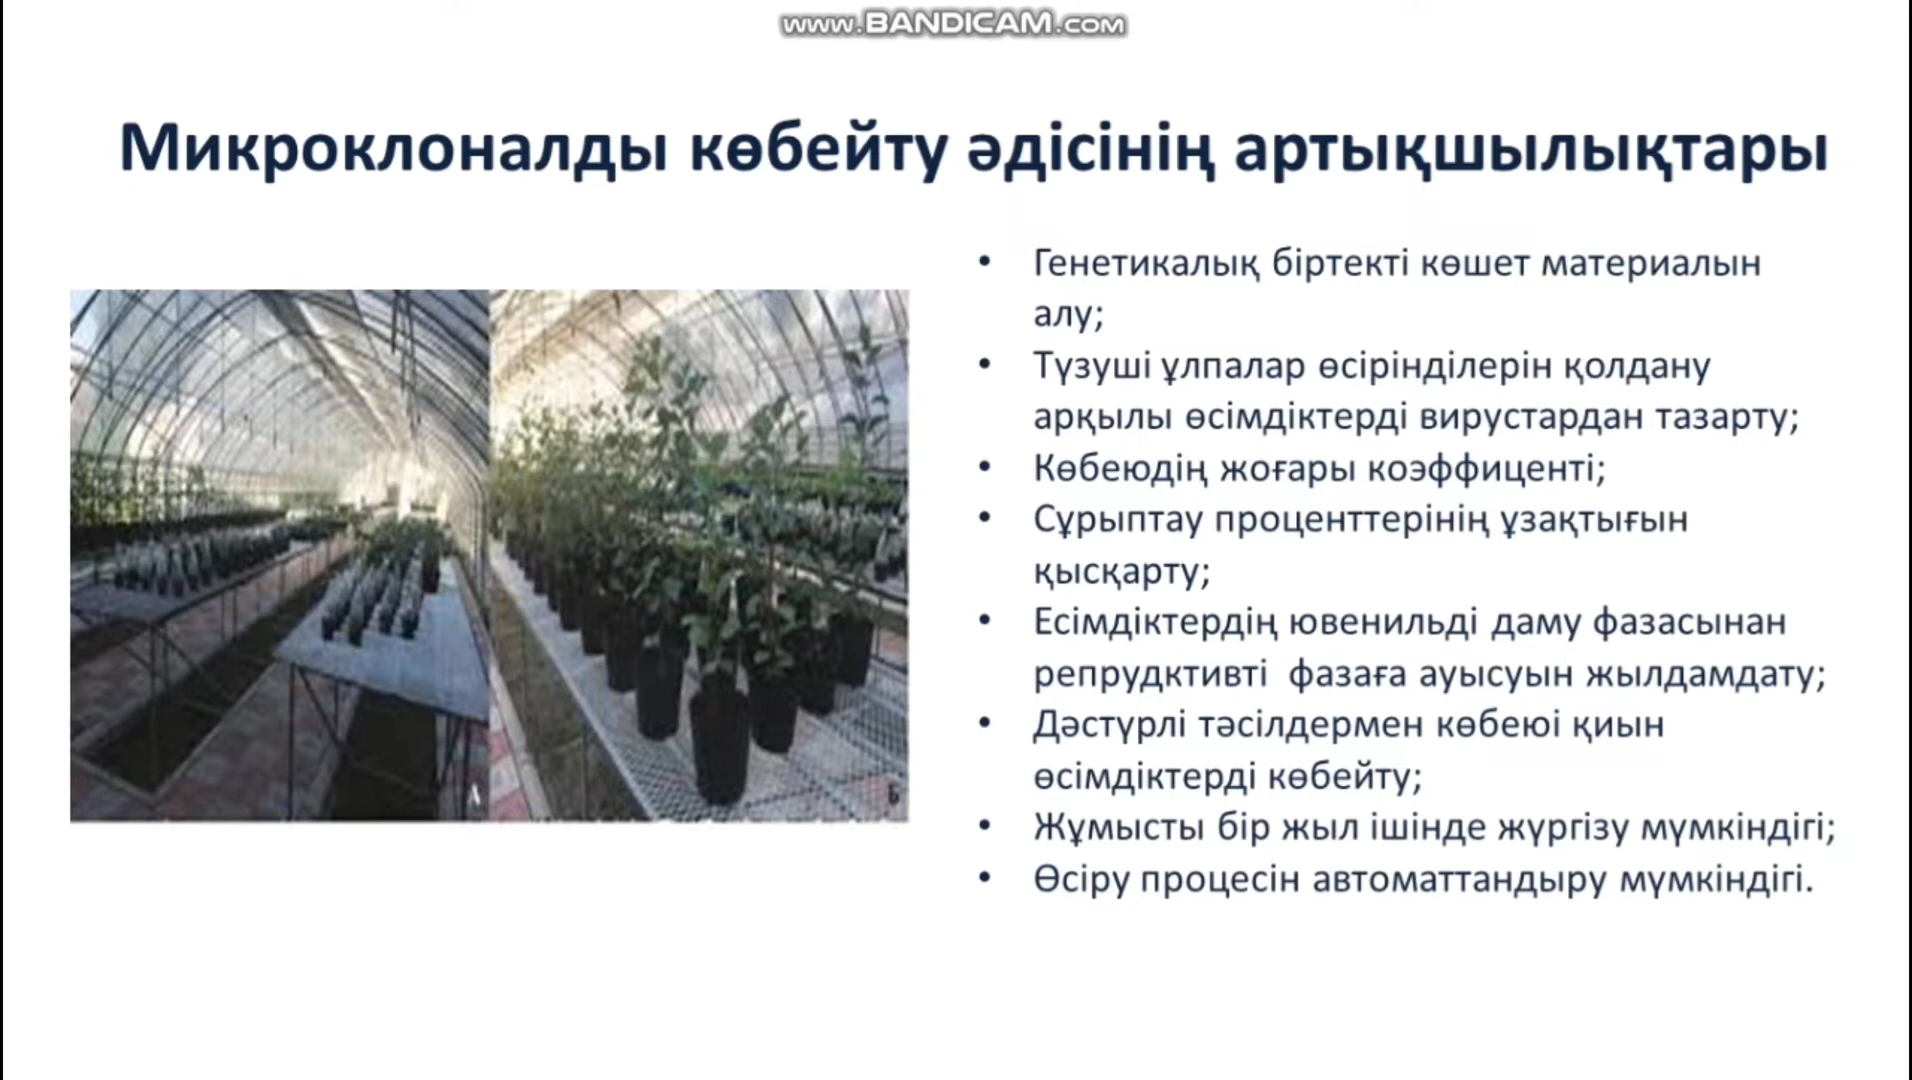 www.BANDICAM.com
Микроклоналды көбейту әдісінің артықшылықтары
• Генетикалық біртекті көшет материалын
алу;
• Түзуші ұлпалар өсірінділерін қолдану
арқылы өсімдіктерді вирустардан тазарту;
• Көбеюдің жоғары коэффиценті;
• Сұрыптау проценттерінің ұзақтығын
қысқарту;
• Есімдіктердің ювенильді даму фазасынан
репрудктивті  фазаға ауысуын жылдамдату;
• Дәстүрлі тәсілдермен көбеюі қиын
өсімдіктерді көбейту;
• Жұмысты бір жыл ішінде жүргізу мүмкіндігі;
• Өсіру процесін автоматтандыру мүмкіндігі.
А
Б